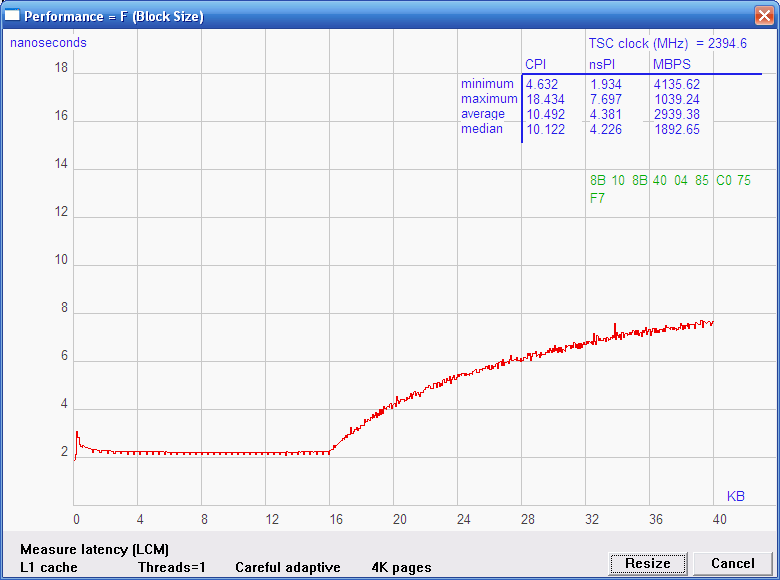 Performance = F (Block Size)
nanoseconds
TSC clock (MHz) = 2394.6
CPI nsPI MBPS
minimum 4.632 1.934 4135.62
maximum 18.434 7.697 1039.24
average 10.492 4.381 2939.38
median 10.122 4.226 1892.65
8B 10 8B 40 04 85 C0 75
F7
18
16
14
12
10
8
6
4
2
KB
0 4 8 12 16 20 24 28 32 36 40
Measure latency (LCM)
L1 cache Threads=1 Careful adaptive 4K pages
Resize Cancel